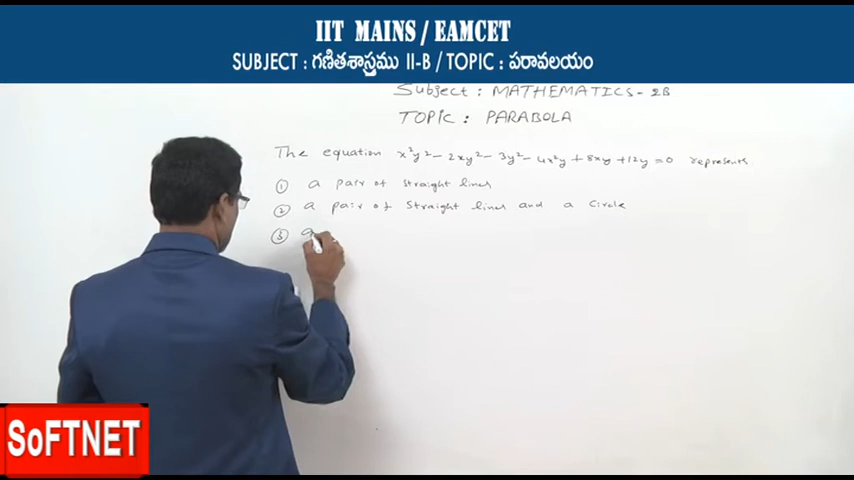 IIT MAINS / EAMCET
SUBJECT : గణితశాస్త్రము II-B / TOPIC : పరావలయం
Subject : MATHEMATICS - 2B
TOPIC : PARABOLA
The equation x²y² - 2xy² - 3y² - 4x²y + 8xy + 12y = 0 represents
① a pair of straight lines
② a pair of straight lines and a circle
③ a
SoFTNET